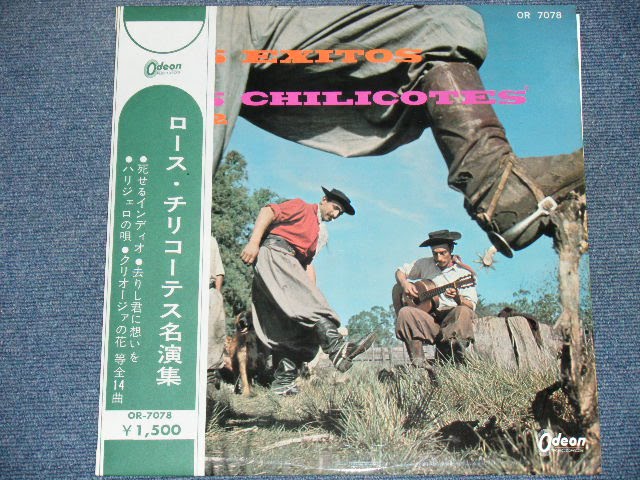 OR 7078
S EXITOS
S CHILICOTES
Odeon
ロース・チリコーテス名演集
●死せるインディオ●去りし君に想いを
●ハリジェロの唄●クリオージァの花 等全14曲
OR-7078
¥1,500
Odeon
RECORDS